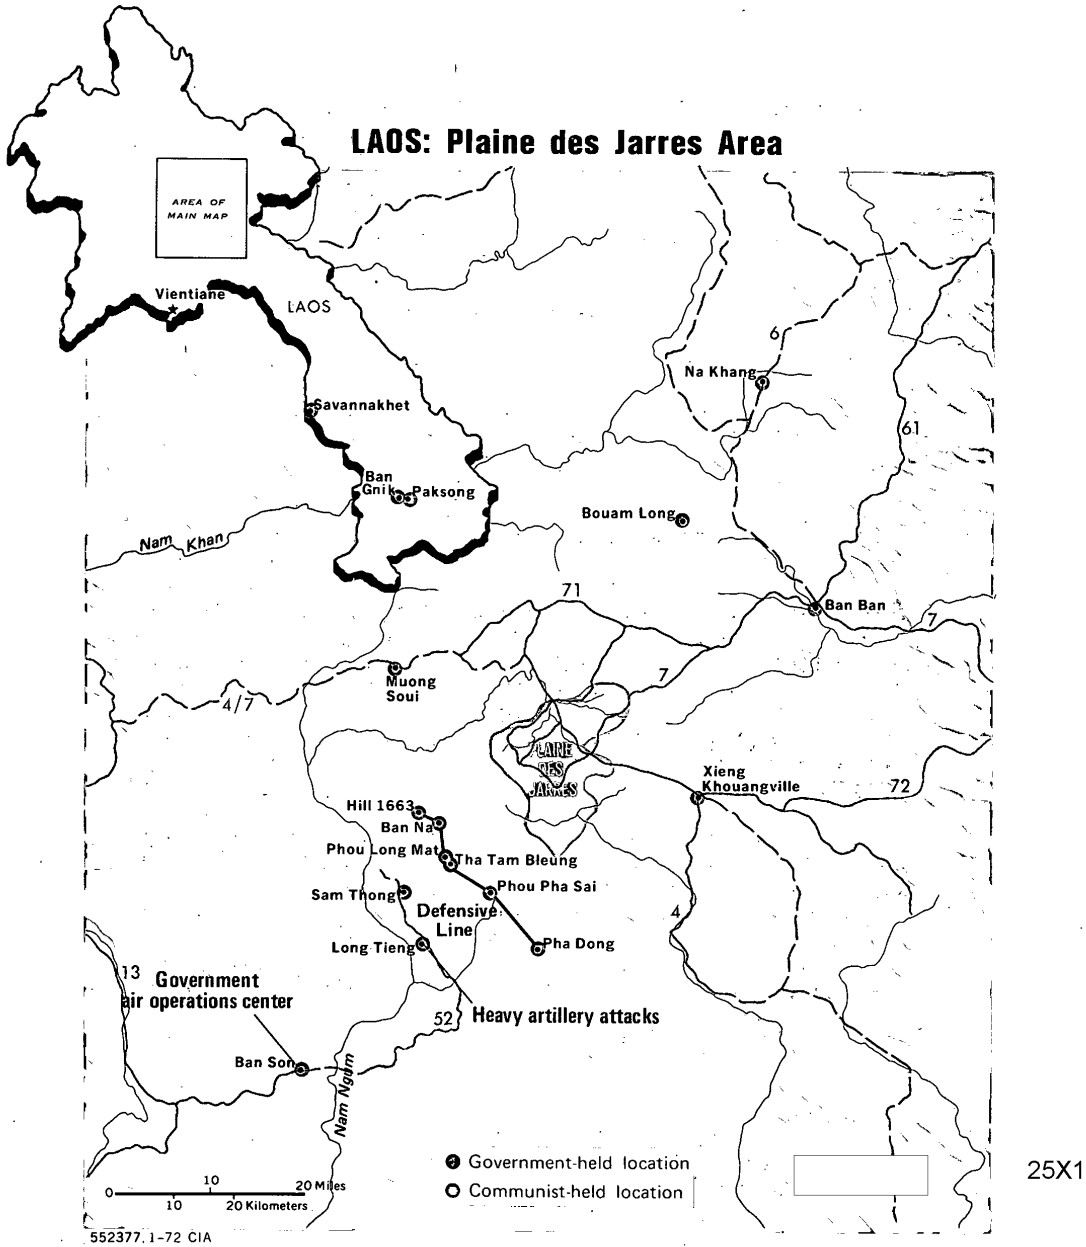 LAOS: Plaine des Jarres Area
AREA OF
MAIN MAP
Vientiane
LAOS
6
Na Khang
Savannakhet
61
Ban
Gnik
Paksong
Bouam Long
Nam Khan
71
Ban Ban
7
Muong
Soui
7
4/7
PLAINE
DES
JARRES
Xieng
Khouangville
72
Hill 1663
Ban Na
Phou Long Mat
Tha Tam Bleung
Sam Thong
Phou Pha Sai
Defensive
Line
4
Long Tieng
Pha Dong
13
Government
air operations center
52
Heavy artillery attacks
Ban Son
Nam Ngum
Government-held location
Communist-held location
25X1
0 10 20 Miles
10 20 Kilometers
552377, 1-72 CIA